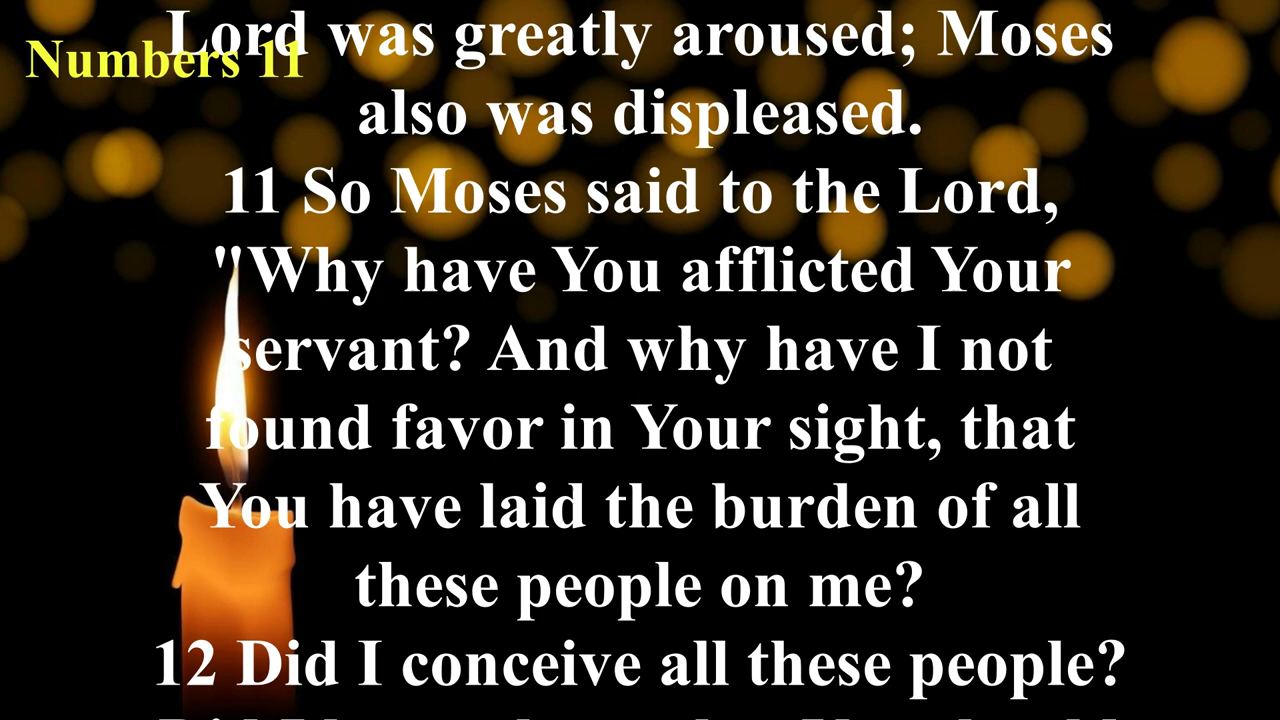 Numbers 11
Lord was greatly aroused; Moses
also was displeased.
11 So Moses said to the Lord,
"Why have You afflicted Your
servant? And why have I not
found favor in Your sight, that
You have laid the burden of all
these people on me?
12 Did I conceive all these people?